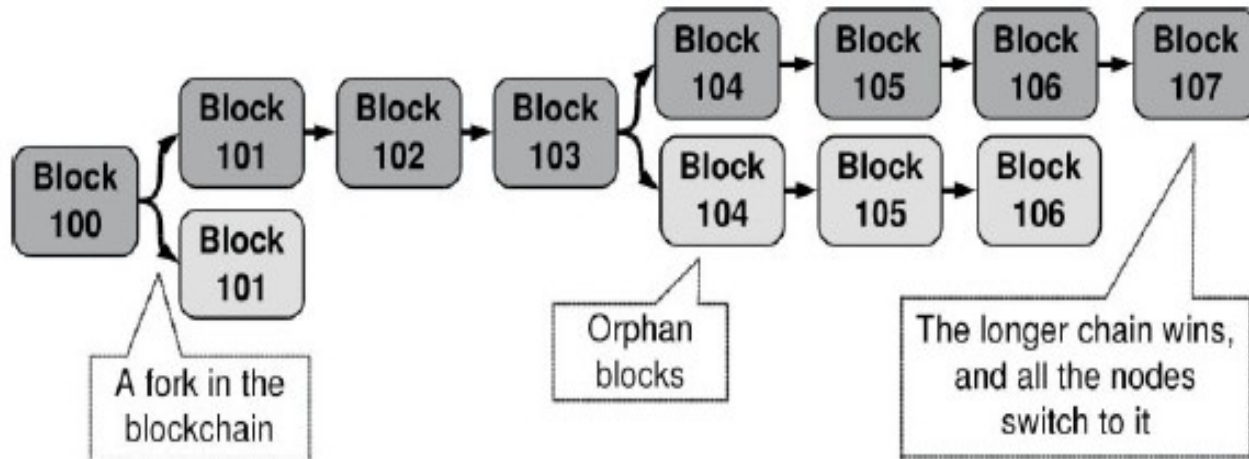 Block
100
Block
101
Block
102
Block
103
Block
104
Block
105
Block
106
Block
107
Block
101
Block
104
Block
105
Block
106
A fork in the
blockchain
Orphan
blocks
The longer chain wins,
and all the nodes
switch to it